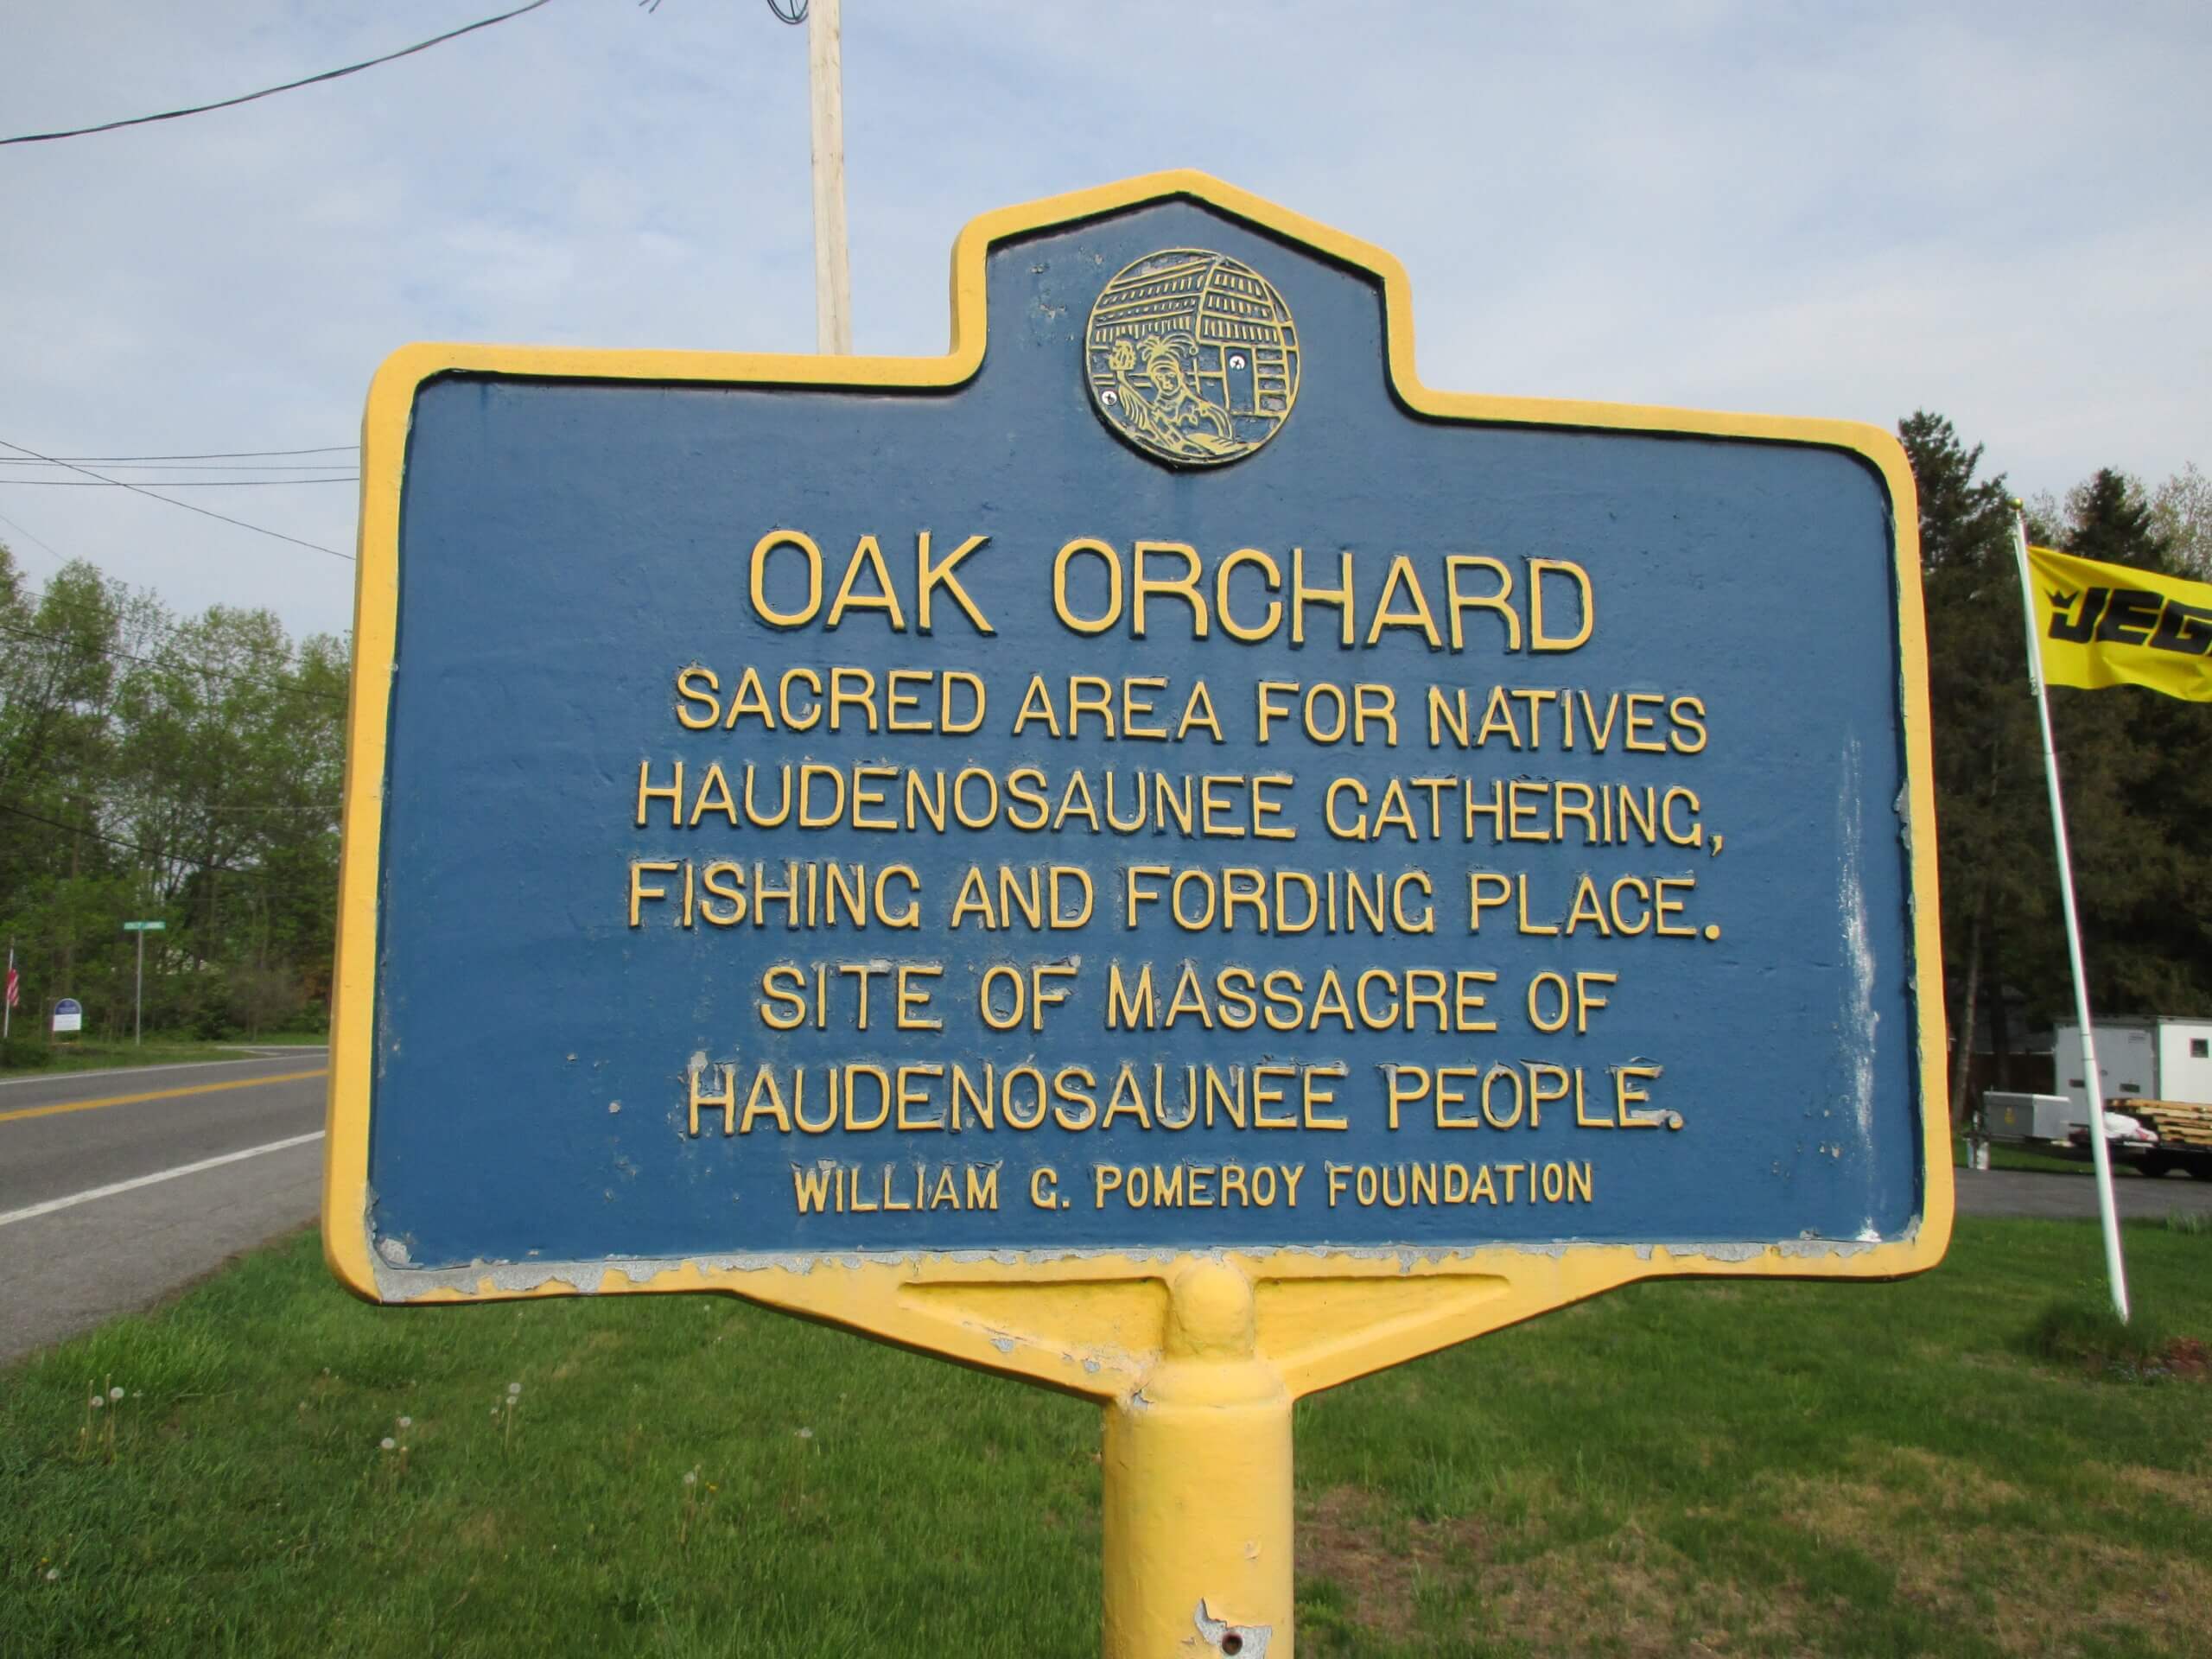 OAK ORCHARD
SACRED AREA FOR NATIVES
HAUDENOSAUNEE GATHERING,
FISHING AND FORDING PLACE.
SITE OF MASSACRE OF
HAUDENOSAUNEE PEOPLE.
WILLIAM G. POMEROY FOUNDATION